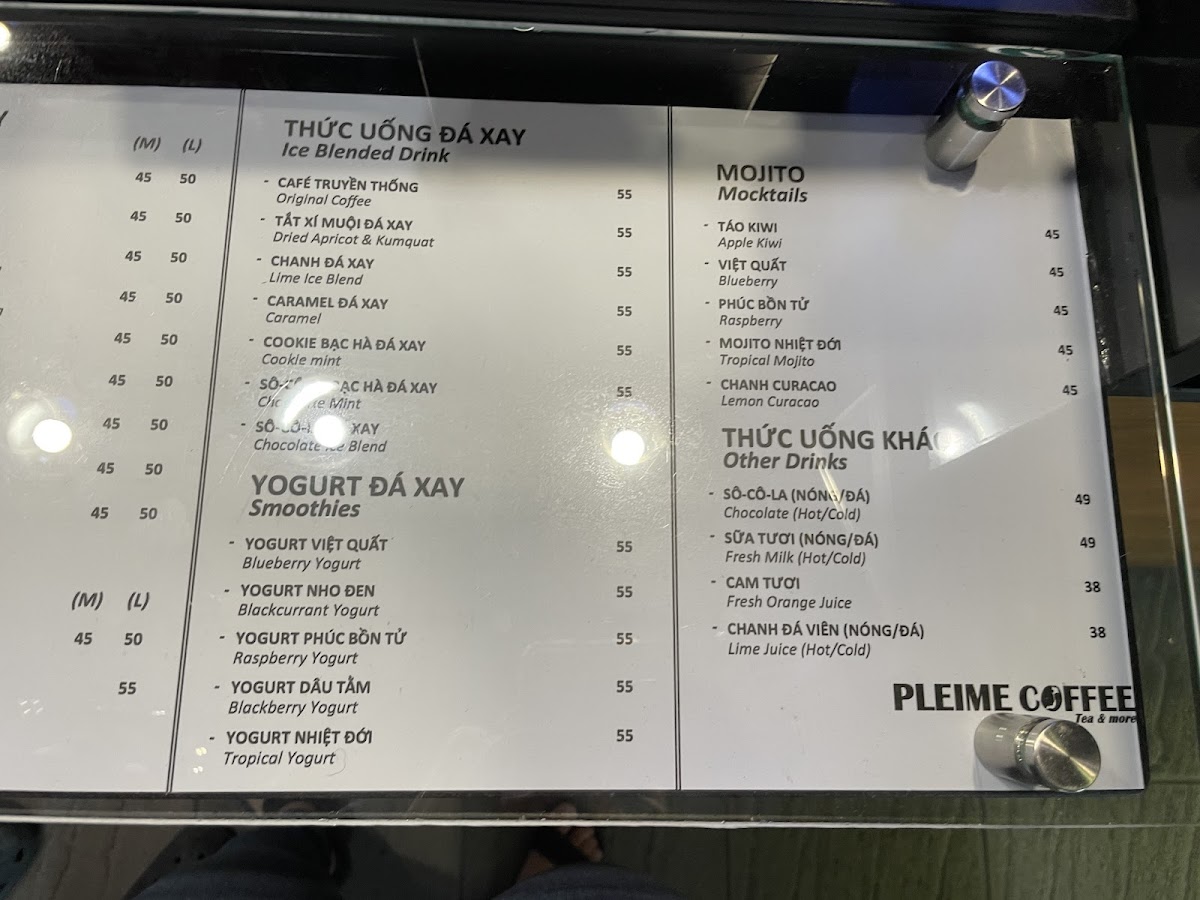 Y
(M) (L)
45 50
45 50
45 50
45 50
45 50
45 50
45 50
45 50
45 50
(M) (L)
45 50
55
THỨC UỐNG ĐÁ XAY
Ice Blended Drink
- CAFÉ TRUYỀN THỐNG 55
Original Coffee
- TẮT XÍ MUỘI ĐÁ XAY 55
Dried Apricot & Kumquat
- CHANH ĐÁ XAY 55
Lime Ice Blend
- CARAMEL ĐÁ XAY 55
Caramel
- COOKIE BẠC HÀ ĐÁ XAY 55
Cookie mint
- BẠC HÀ ĐÁ XAY 55
Mint
- XAY
Chocolate Ice Blend
YOGURT ĐÁ XAY
Smoothies
- YOGURT VIỆT QUẤT 55
Blueberry Yogurt
- YOGURT NHO ĐEN 55
Blackcurrant Yogurt
- YOGURT PHÚC BỒN TỬ 55
Raspberry Yogurt
- YOGURT DÂU TẰM 55
Blackberry Yogurt
- YOGURT NHIỆT ĐỚI 55
Tropical Yogurt
MOJITO
Mocktails
- TÁO KIWI 45
Apple Kiwi
- VIỆT QUẤT 45
Blueberry
- PHÚC BỒN TỬ 45
Raspberry
- MOJITO NHIỆT ĐỚI 45
Tropical Mojito
- CHANH CURACAO 45
Lemon Curacao
THỨC UỐNG KHÁC
Other Drinks
- SÔ-CÔ-LA (NÓNG/ĐÁ) 49
Chocolate (Hot/Cold)
- SỮA TƯƠI (NÓNG/ĐÁ) 49
Fresh Milk (Hot/Cold)
- CAM TƯƠI 38
Fresh Orange Juice
- CHANH ĐÁ VIÊN (NÓNG/ĐÁ) 38
Lime Juice (Hot/Cold)
PLEIME COFFEE
Tea & more